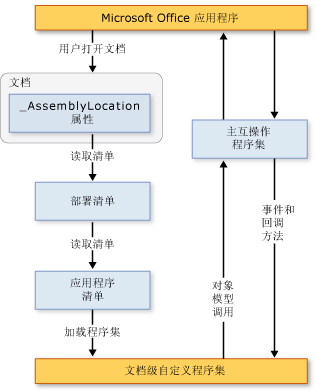 Microsoft Office 应用程序
用户打开文档
文档
_AssemblyLocation
属性
读取清单
部署清单
读取清单
应用程序
清单
加载程序集
主互操作
程序集
对象
模型
调用
事件和
回调
方法
文档级自定义程序集